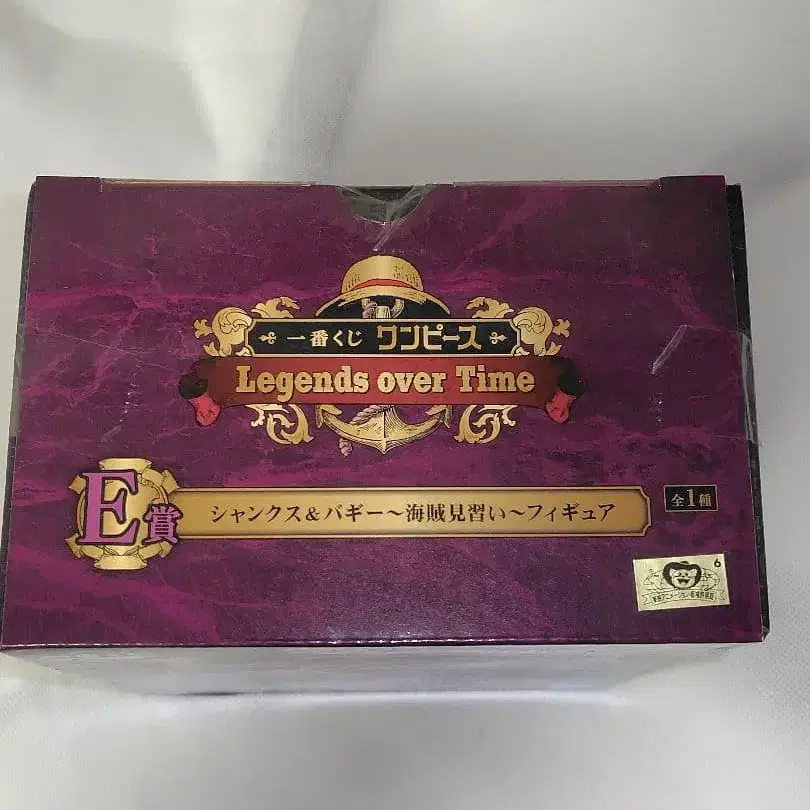 一番くじ ワンピース
Legends over Time
E賞
シャンクス&バギー～海賊見習い～フィギュア
全1種
6